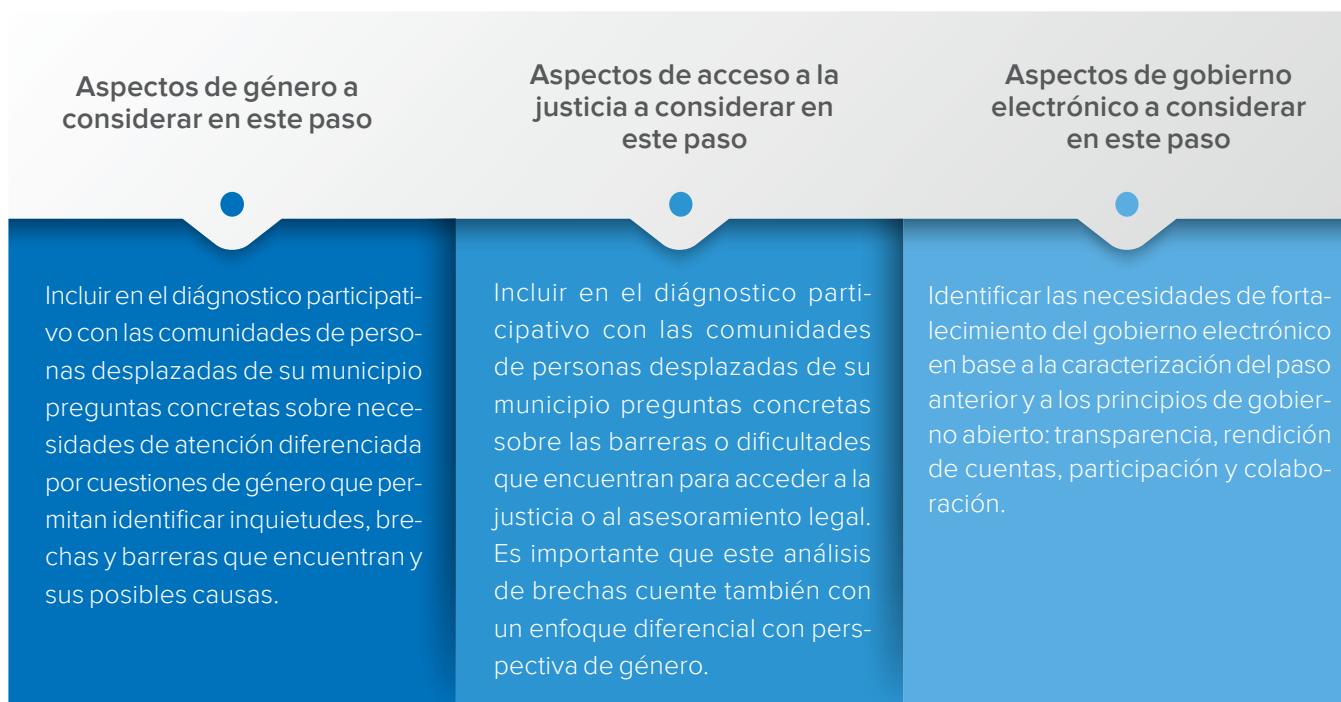 Aspectos de género a
considerar en este paso
Incluir en el diágnostico participati-
vo con las comunidades de perso-
nas desplazadas de su municipio
preguntas concretas sobre nece-
sidades de atención diferenciada
por cuestiones de género que per-
mitan identificar inquietudes, bre-
chas y barreras que encuentran y
sus posibles causas.
Aspectos de acceso a la
justicia a considerar en
este paso
Incluir en el diágnostico parti-
cipativo con las comunidades
de personas desplazadas de su
municipio preguntas concretas
sobre las barreras o dificultades
que encuentran para acceder a la
justicia o al asesoramiento legal.
Es importante que este análisis
de brechas cuente también con
un enfoque diferencial con pers-
pectiva de género.
Aspectos de gobierno
electrónico a considerar
en este paso
Identificar las necesidades de forta-
lecimiento del gobierno electrónico
en base a la caracterización del paso
anterior y a los principios de gobier-
no abierto: transparencia, rendición
de cuentas, participación y colabo-
ración.